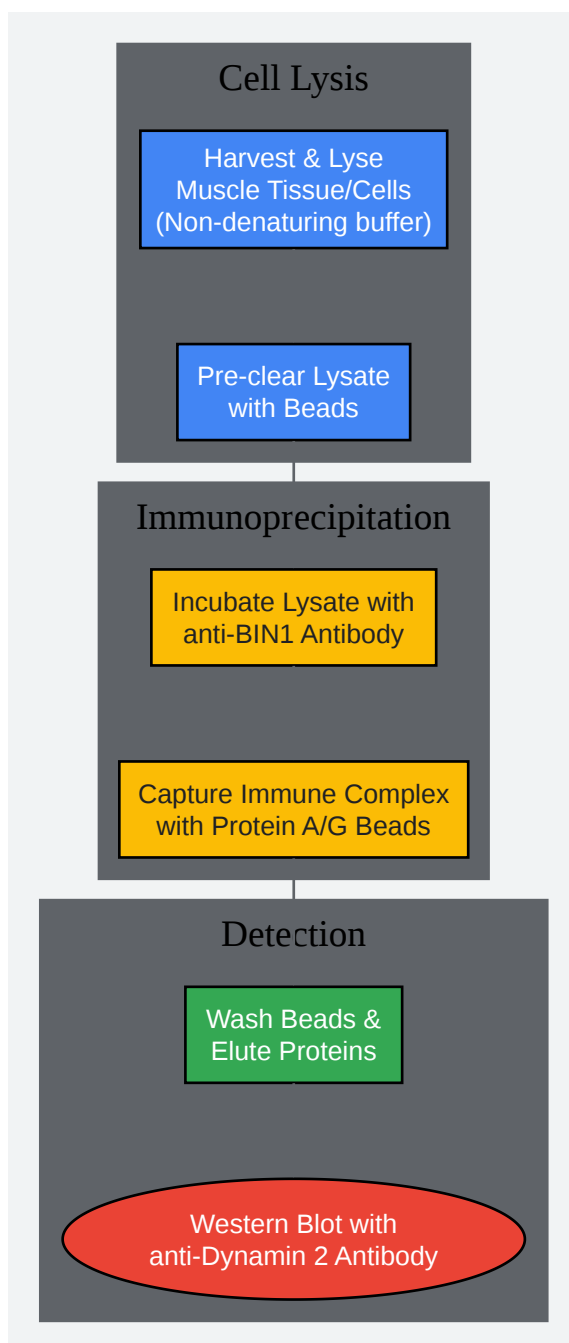 Cell Lysis
Harvest & Lyse
Muscle Tissue/Cells
(Non-denaturing buffer)
Pre-clear Lysate
with Beads
Immunoprecipitation
Incubate Lysate with
anti-BIN1 Antibody
Capture Immune Complex
with Protein A/G Beads
Detection
Wash Beads &
Elute Proteins
Western Blot with
anti-Dynamin 2 Antibody